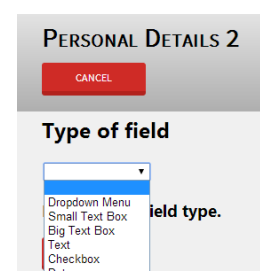 Personal Details 2
CANCEL
Type of field
Dropdown Menu
Small Text Box
ield type.
Big Text Box
Text
Checkbox